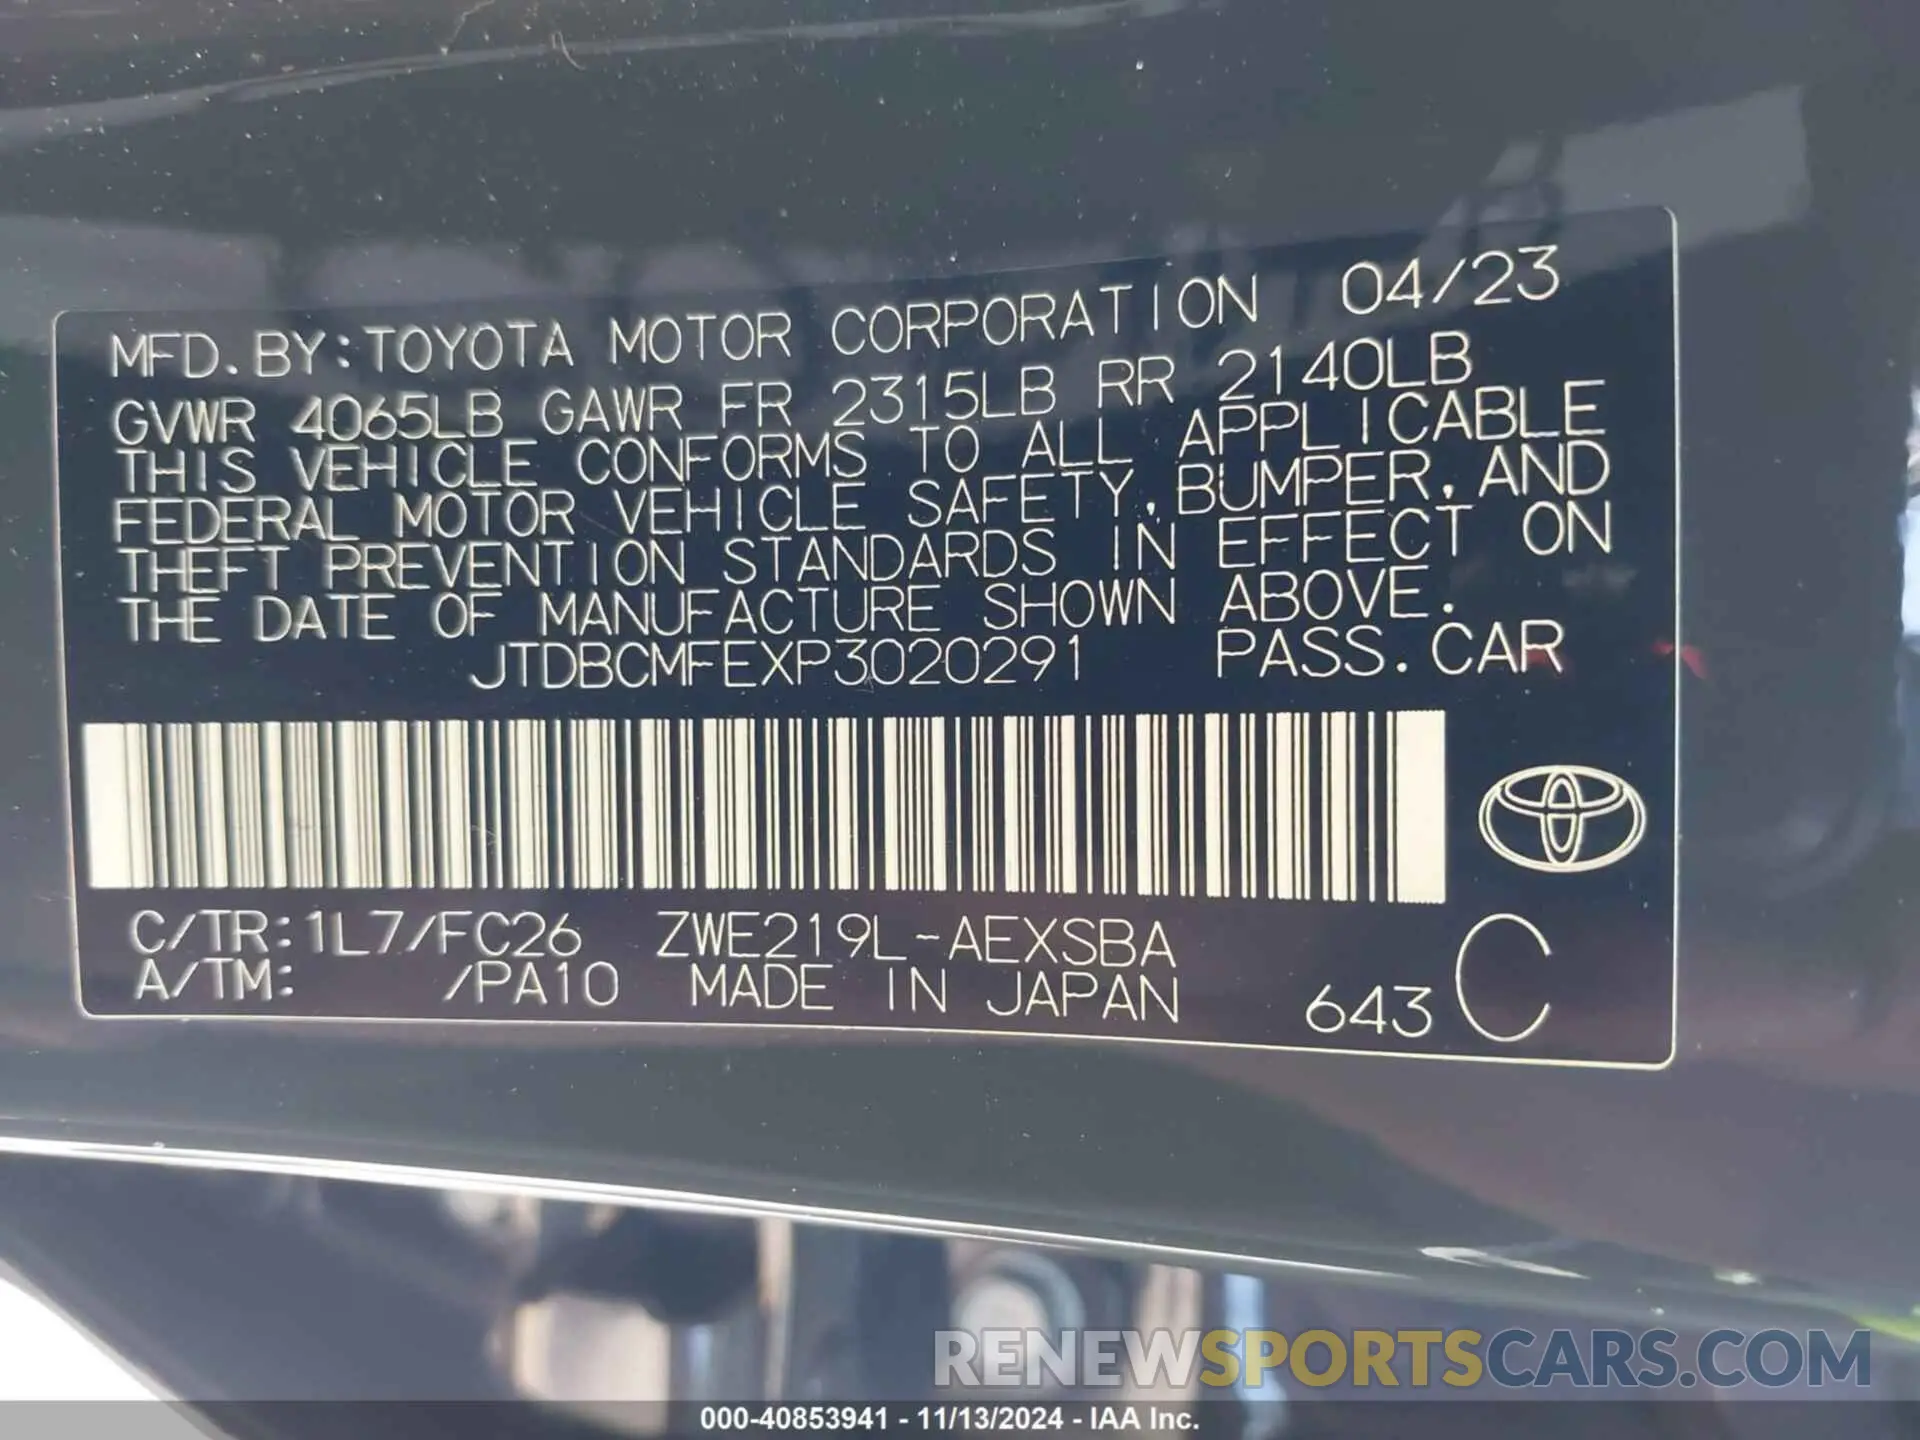 MFD. BY: TOYOTA MOTOR CORPORATION 04/23
GVWR 4065LB GAWR FR 2315LB RR 2140LB
THIS VEHICLE CONFORMS TO ALL APPLICABLE
FEDERAL MOTOR VEHICLE SAFETY, BUMPER, AND
THEFT PREVENTION STANDARDS IN EFFECT ON
THE DATE OF MANUFACTURE SHOWN ABOVE.
JTDBCMFEXP3020291 PASS. CAR
C/TR: 1L7/FC26 ZWE219L-AEXSBA
A/TM: /PA10 MADE IN JAPAN 643 C
RENEWSPORTSCARS.COM
000-40853941 - 11/13/2024 - IAA Inc.